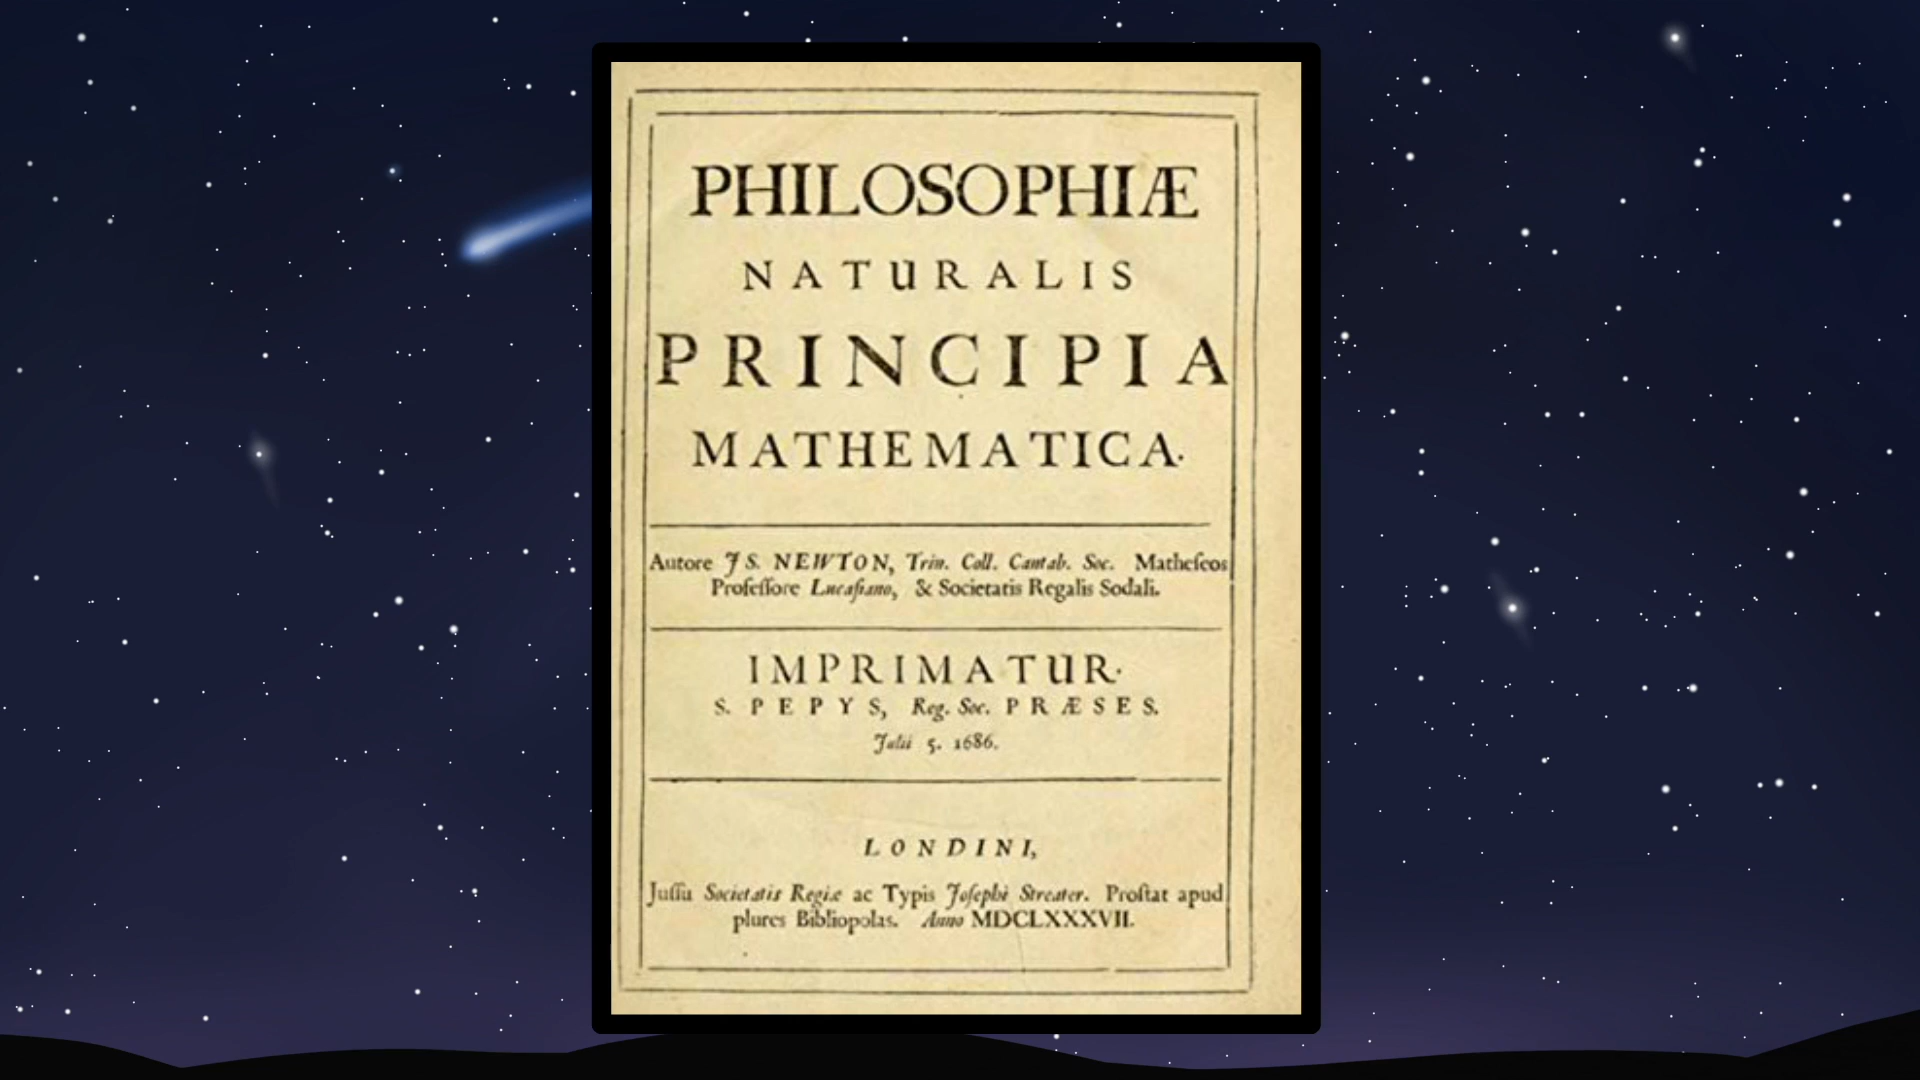 PHILOSOPHIÆ
NATURALIS
PRINCIPIA
MATHEMATICA.
Autore JS. NEWTON, Trin. Coll. Cantab. Soc. Matheſeos
Profeſſore Lucaſiano, & Societatis Regalis Sodali.
IMPRIMATUR.
S. PEPYS, Reg. Soc. PRÆSES.
Julii 5. 1686.
LONDINI,
Juſſu Societatis Regiæ ac Typis Joſephi Streater. Proſtat apud
plures Bibliopolas. Anno MDCLXXXVII.